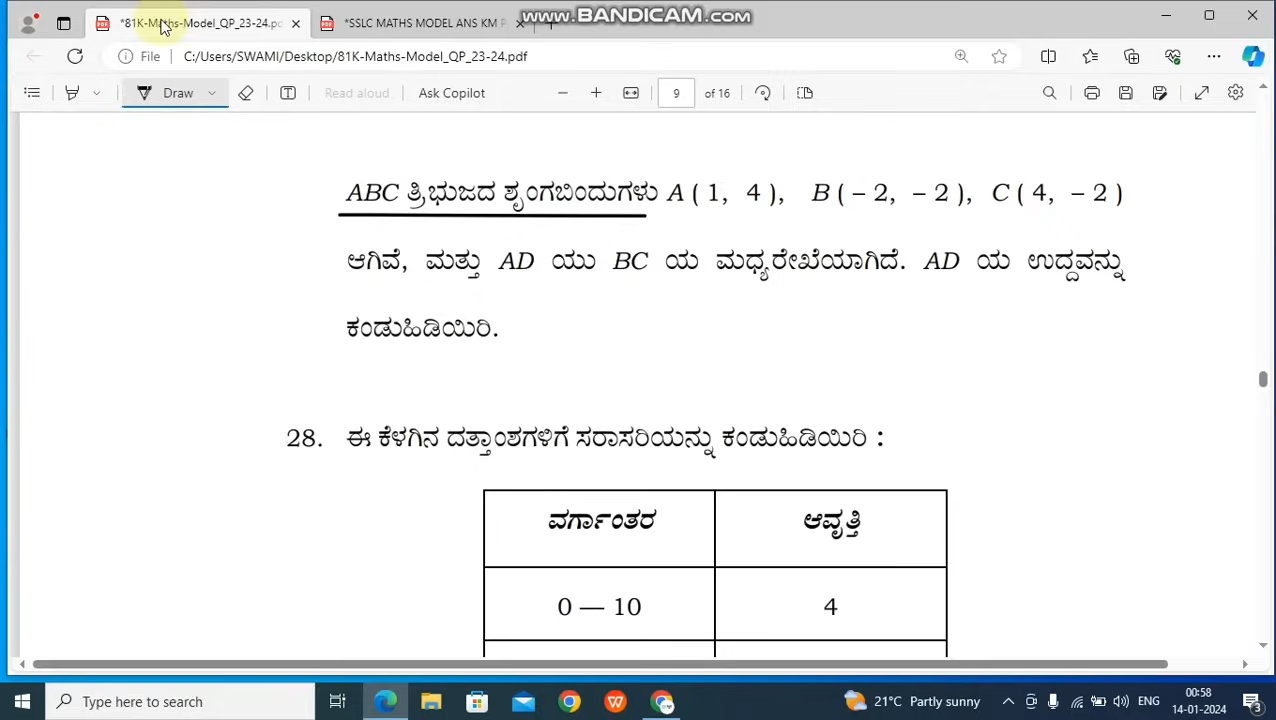 *81K-Maths-Model_QP_23-24.pd
*SSLC MATHS MODEL ANS KM P
www.BANDICAM.com
File
C:/Users/SWAMI/Desktop/81K-Maths-Model_QP_23-24.pdf
Draw
Read aloud
Ask Copilot
9 of 16
ABC ತ್ರಿಭುಜದ ಶೃಂಗಬಿಂದುಗಳು A ( 1, 4 ), B ( – 2, – 2 ), C ( 4, – 2 )
ಆಗಿವೆ, ಮತ್ತು AD ಯು BC ಯ ಮಧ್ಯರೇಖೆಯಾಗಿದೆ. AD ಯ ಉದ್ದವನ್ನು
ಕಂಡುಹಿಡಿಯಿರಿ.
28. ಈ ಕೆಳಗಿನ ದತ್ತಾಂಶಗಳಿಗೆ ಸರಾಸರಿಯನ್ನು ಕಂಡುಹಿಡಿಯಿರಿ :
ವರ್ಗಾಂತರ ಆವೃತ್ತಿ
0 — 10 4
Type here to search
21°C Partly sunny
ENG
00:58
14-01-2024
3